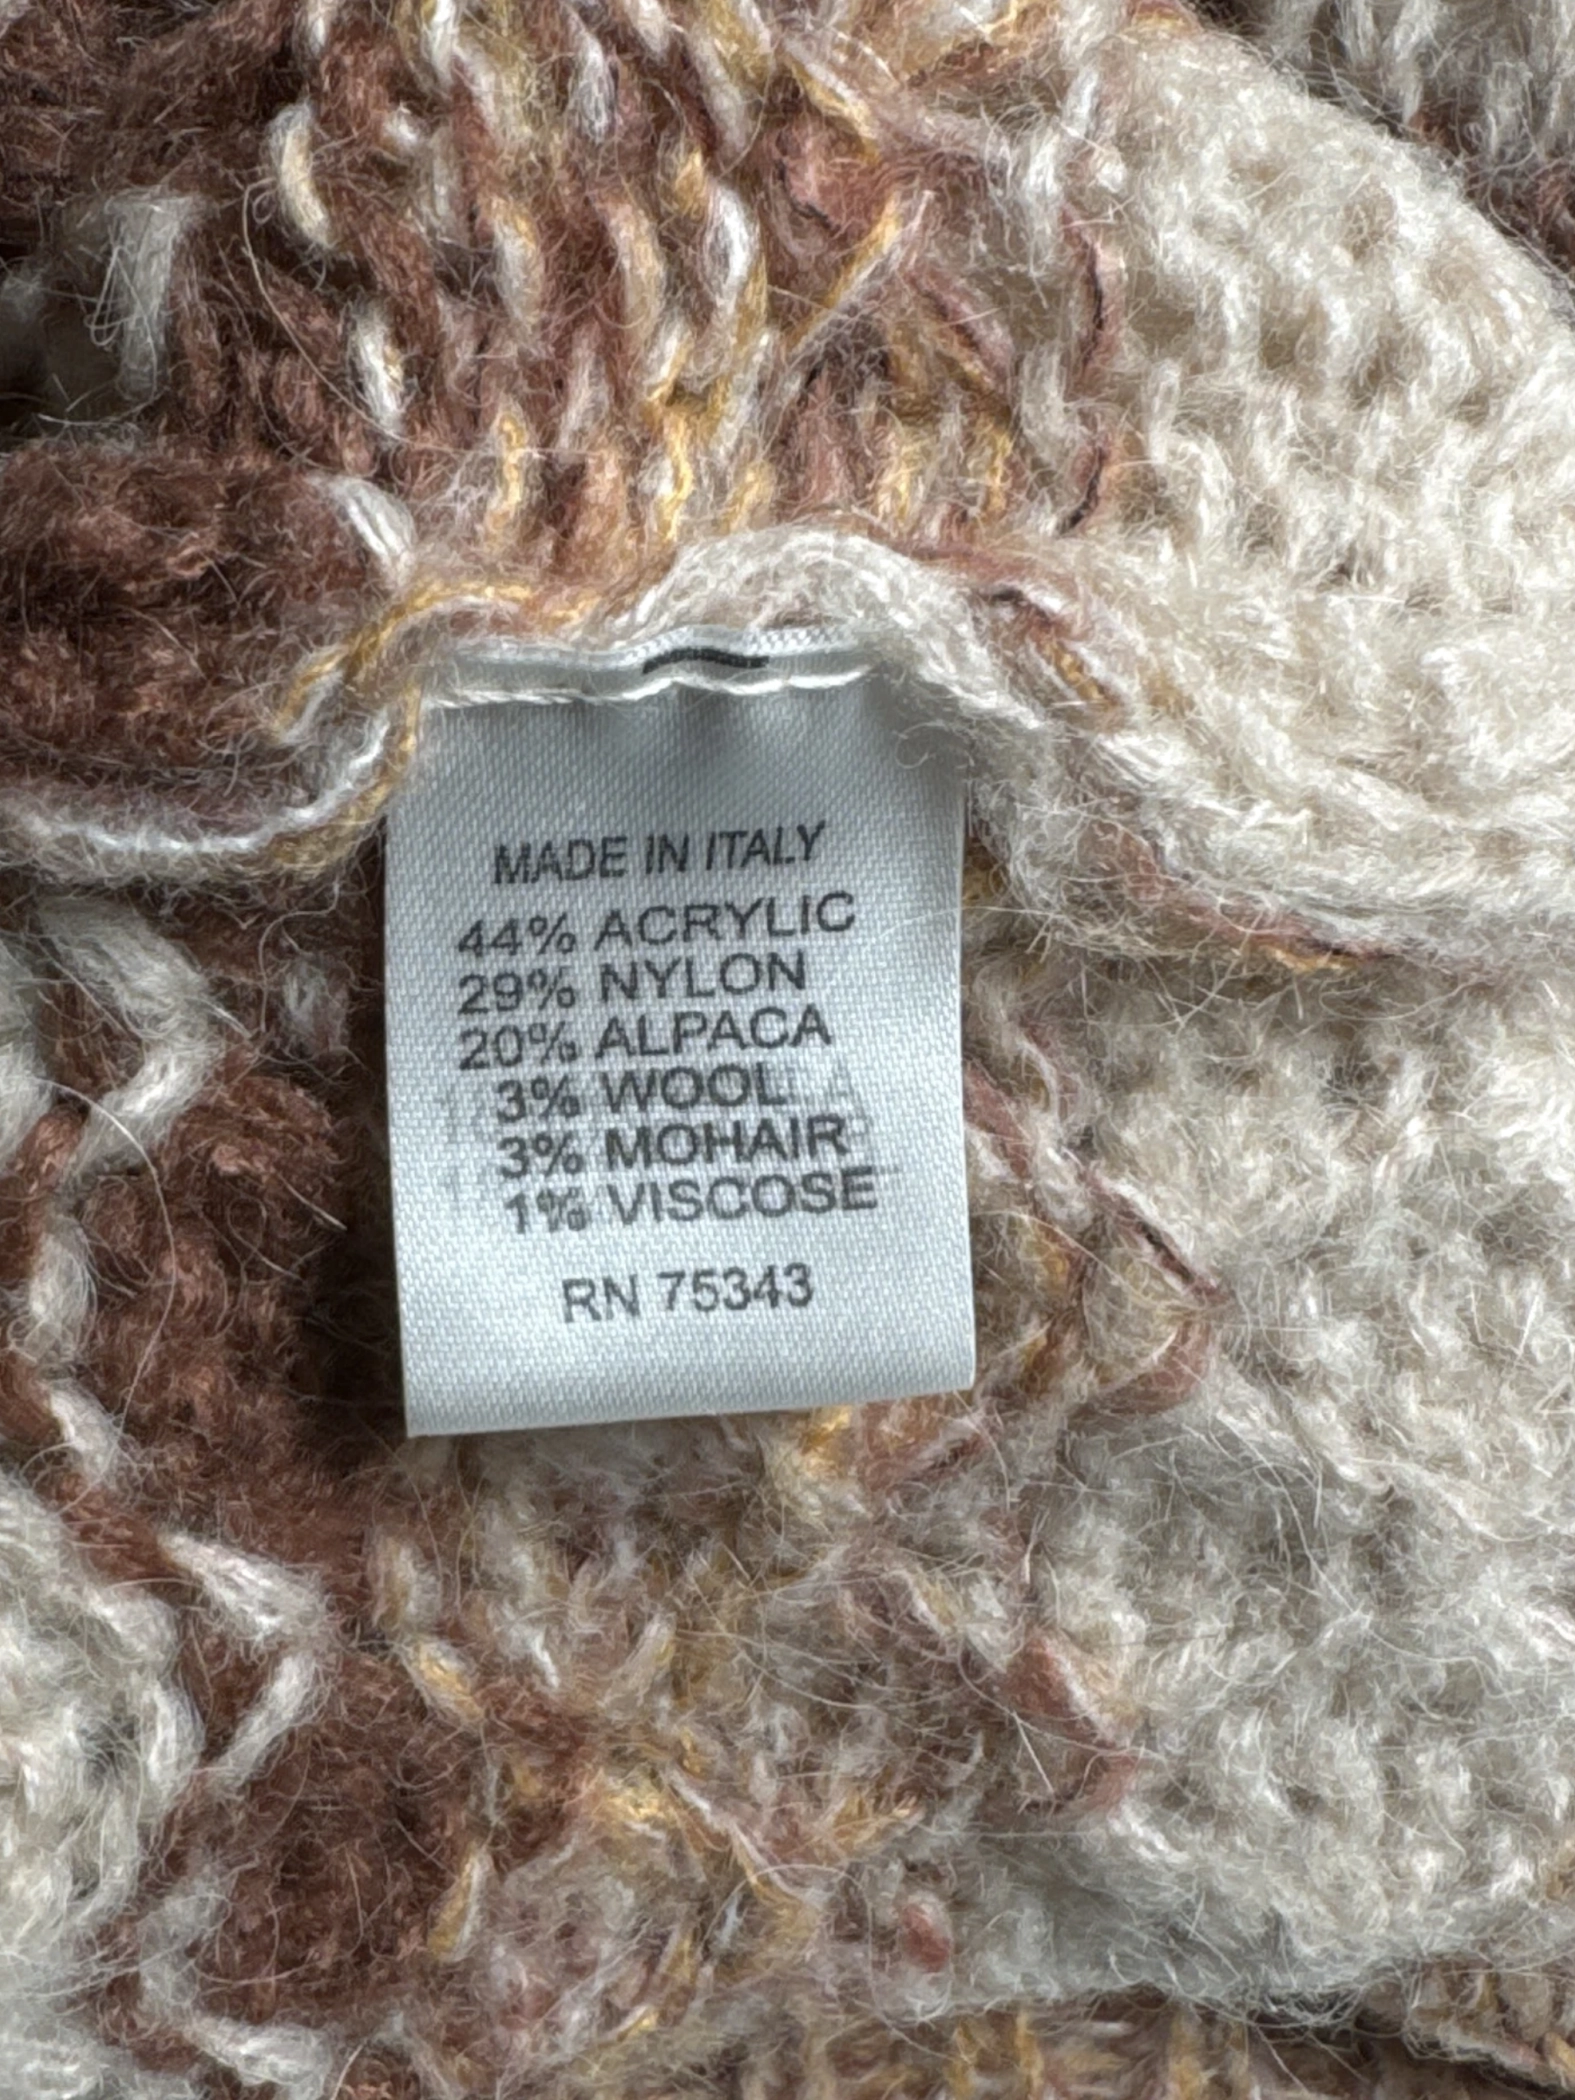 MADE IN ITALY
44% ACRYLIC
29% NYLON
20% ALPACA
3% WOOL
3% MOHAIR
1% VISCOSE
RN 75343